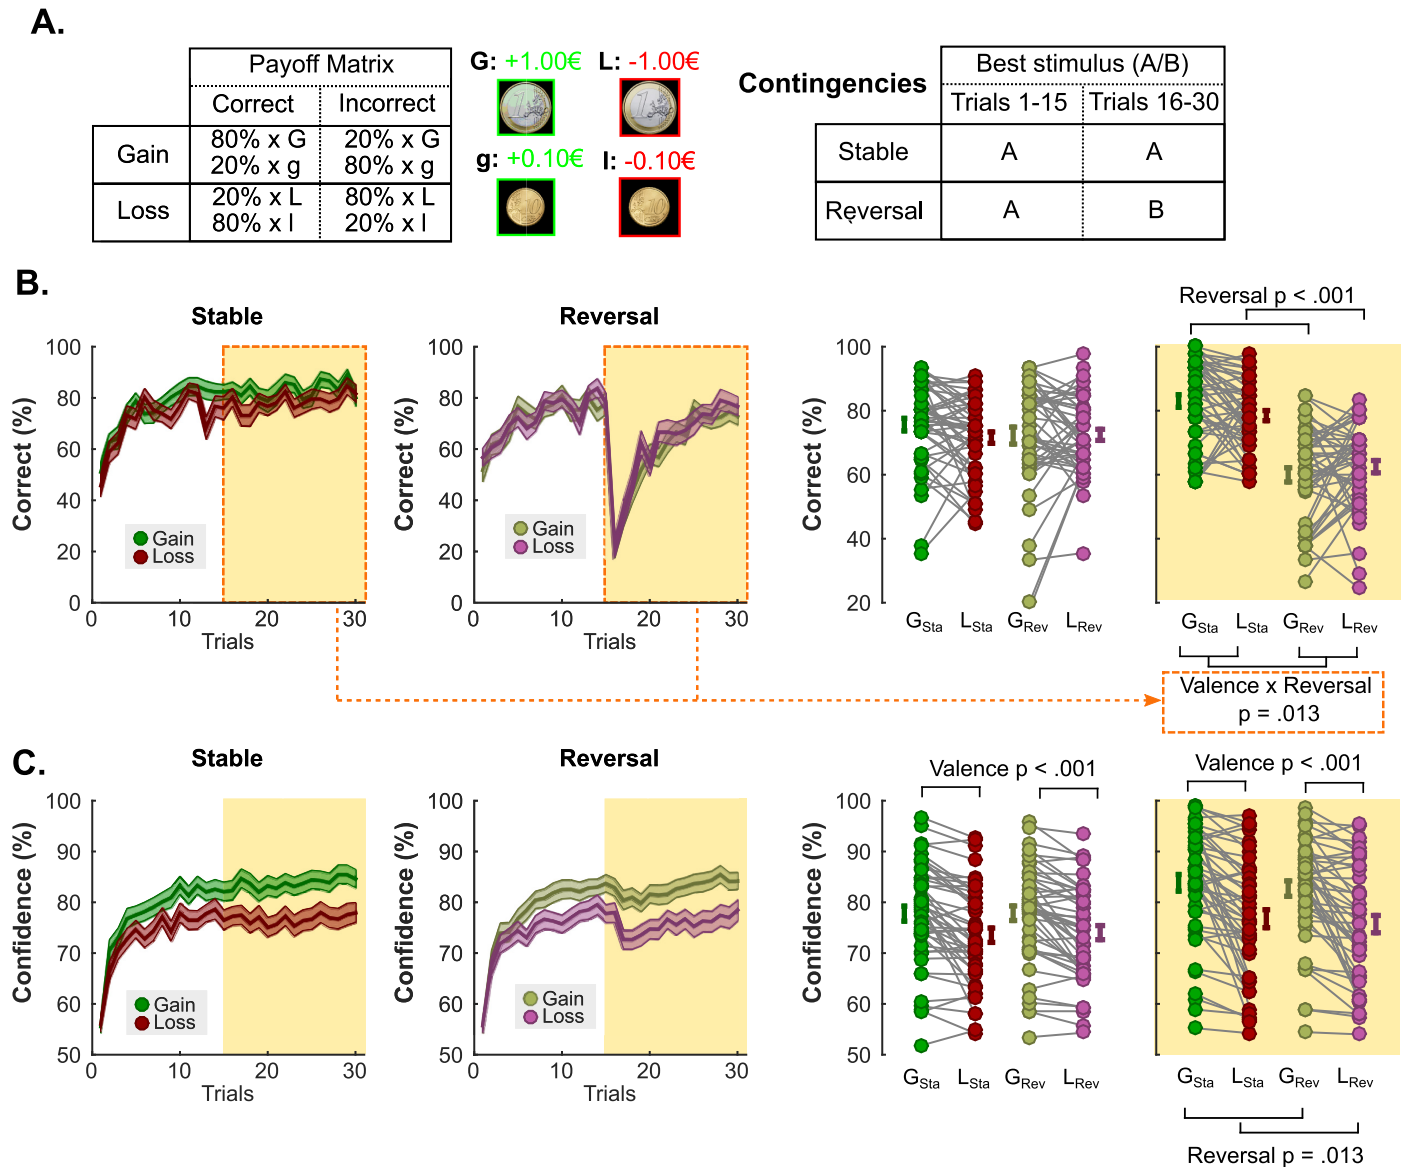 A.
Payoff Matrix
Correct Incorrect
Gain
80% x G 20% x G
20% x g 80% x g
Loss
20% x L 80% x L
80% x l 20% x l
G: +1.00€ L: -1.00€
g: +0.10€ l: -0.10€
Contingencies
Best stimulus (A/B)
Trials 1-15 Trials 16-30
Stable A A
Reversal A B
B.
Stable
Correct (%)
100
80
60
40
20
0
0 10 20 30
Trials
Gain
Loss
Reversal
Correct (%)
100
80
60
40
20
0
0 10 20 30
Trials
Gain
Loss
Correct (%)
100
80
60
40
20
GSta LSta GRev LRev
Reversal p < .001
GSta LSta GRev LRev
Valence x Reversal
p = .013
C.
Stable
Confidence (%)
100
90
80
70
60
50
0 10 20 30
Trials
Gain
Loss
Reversal
Confidence (%)
100
90
80
70
60
50
0 10 20 30
Trials
Gain
Loss
Valence p < .001
Confidence (%)
100
90
80
70
60
50
GSta LSta GRev LRev
Valence p < .001
GSta LSta GRev LRev
Reversal p = .013